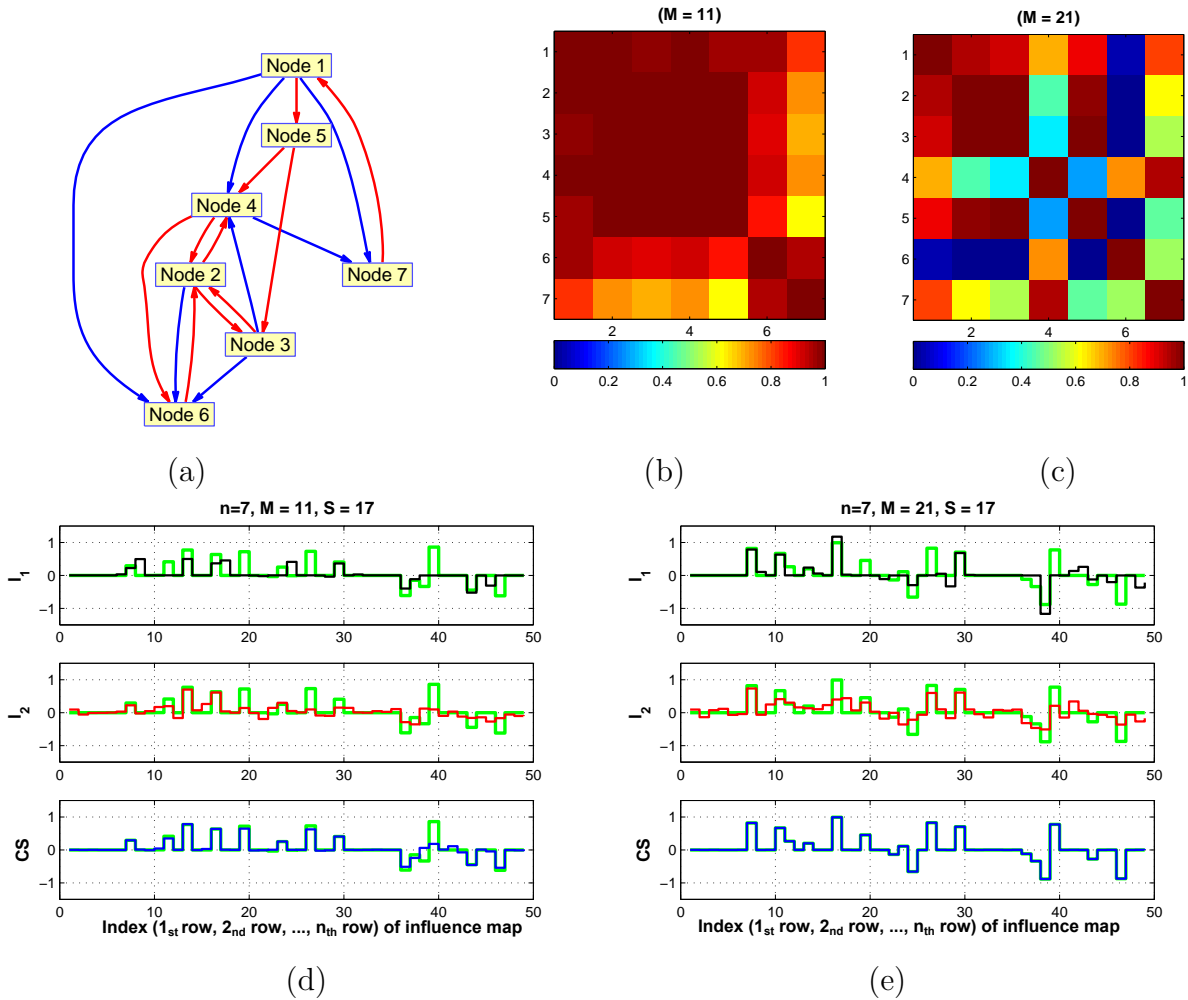 Node 1
Node 5
Node 4
Node 2
Node 7
Node 3
Node 6
(a)
(M = 11)
1
2
3
4
5
6
7
2 4 6
0 0.2 0.4 0.6 0.8 1
(b)
(M = 21)
1
2
3
4
5
6
7
2 4 6
0 0.2 0.4 0.6 0.8 1
(c)
n=7, M = 11, S = 17
I1
1
0
−1
0 10 20 30 40 50
I2
1
0
−1
0 10 20 30 40 50
CS
1
0
−1
0 10 20 30 40 50
Index (1st row, 2nd row, ..., nth row) of influence map
(d)
n=7, M = 21, S = 17
I1
1
0
−1
0 10 20 30 40 50
I2
1
0
−1
0 10 20 30 40 50
CS
1
0
−1
0 10 20 30 40 50
Index (1st row, 2nd row, ..., nth row) of influence map
(e)